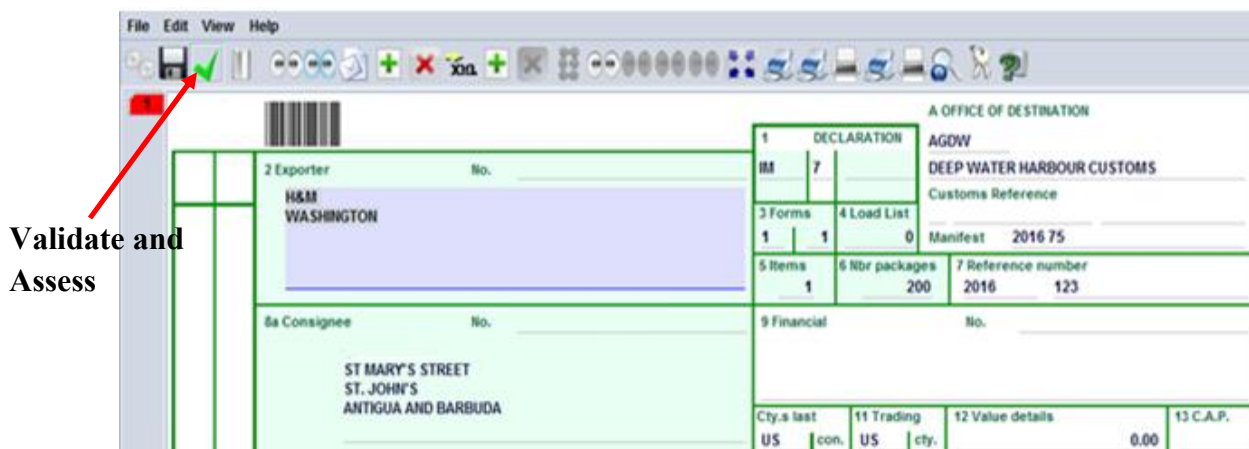 File Edit View Help
xml
1
A OFFICE OF DESTINATION
1 DECLARATION
AGDW
IM 7
DEEP WATER HARBOUR CUSTOMS
2 Exporter No.
Customs Reference
H&M
WASHINGTON
3 Forms 4 Load List
1 1 0
Manifest 2016 75
Validate and
Assess
5 Items 6 Nbr packages 7 Reference number
1 200 2016 123
8a Consignee No.
9 Financial No.
ST MARY'S STREET
ST. JOHN'S
ANTIGUA AND BARBUDA
Cty.s last 11 Trading 12 Value details 13 C.A.P.
US con. US cty. 0.00